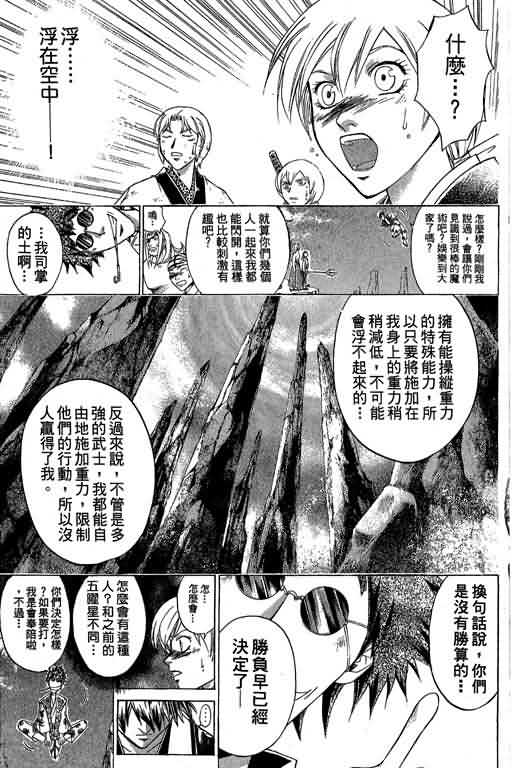 什麼…?
浮……
浮在空中——!
怎麼樣?剛剛我
說過,會讓你們
見識到很棒的魔
術吧?娛樂到大
家了嗎?
就算你們幾個
人一起來我都
能閃開,這樣
也比較刺激有
趣吧?
嗚!
…我司掌
的土啊…
擁有能操縱重力
的特殊能力,所
以只要將施加在
我身上的重力稍
稍減低,不可能
會浮不起來的…
反過來說,不管是多
強的武士,我都能自
由地施加重力,限制
他們的行動,所以沒
人贏得了我。
換句話說,你們
是沒有勝算的…
勝負早已經
決定了—
怎…
怎麼會…
怎麼會有這種
人?和之前的
五曜星不同…
…
你們決定怎樣
?如果要打,
我是會奉陪啦
,不過…